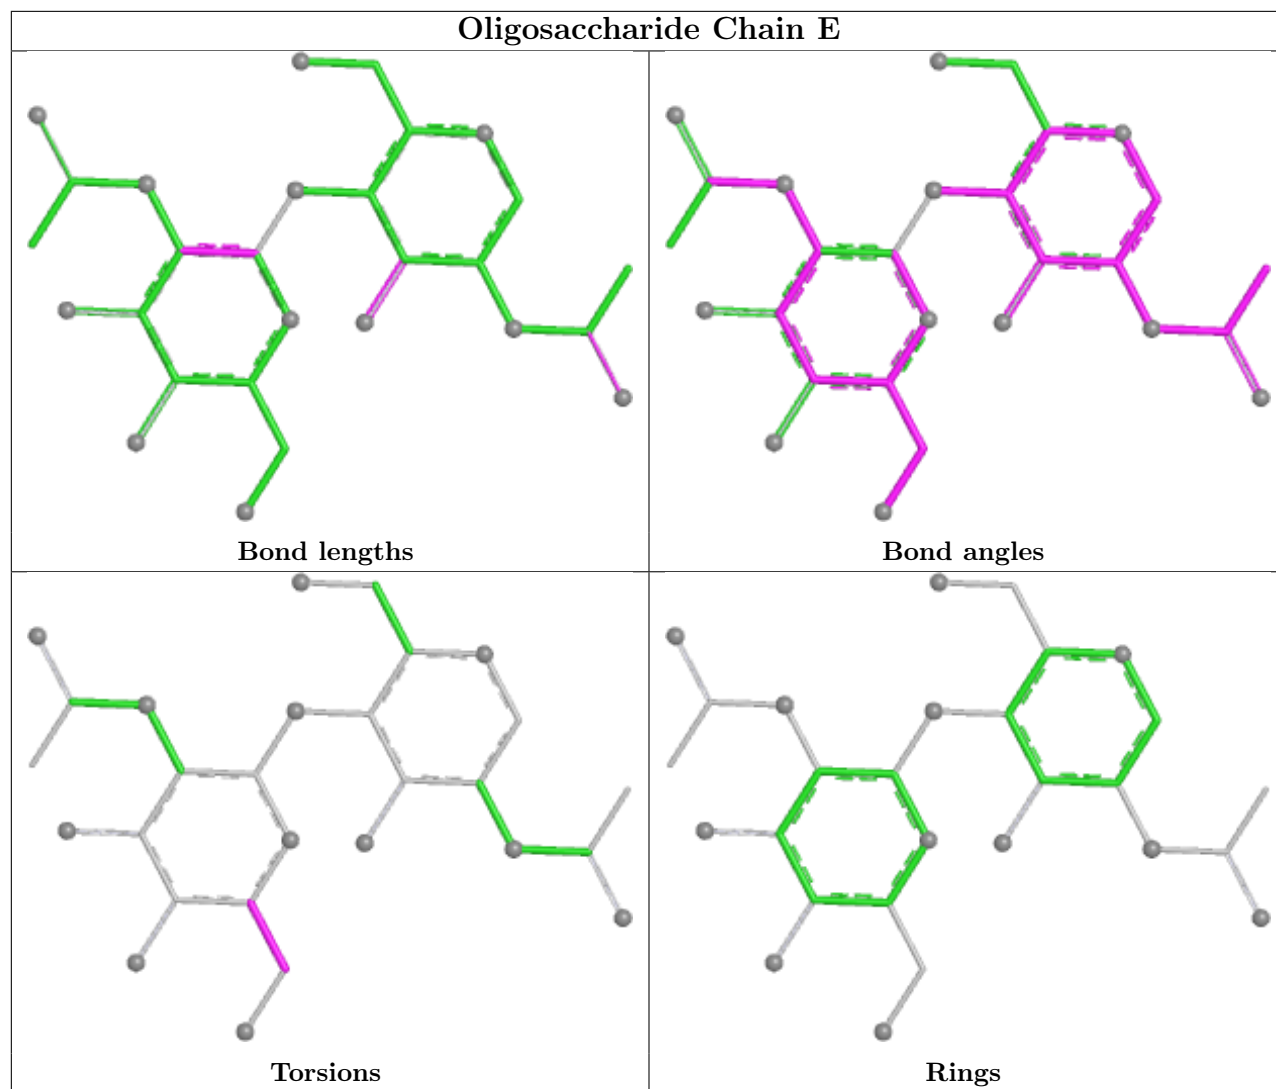 Oligosaccharide Chain E
Bond lengths
Bond angles
Torsions
Rings